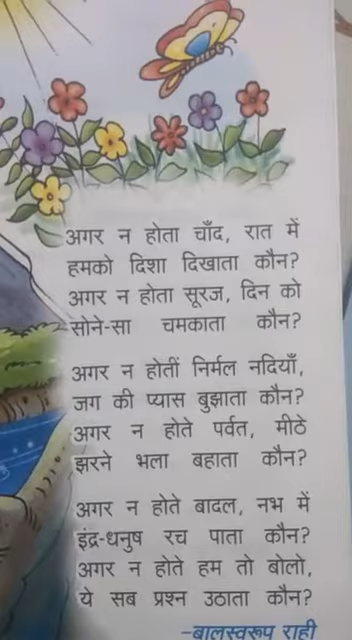 अगर न होता चाँद, रात में
हमको दिशा दिखाता कौन?
अगर न होता सूरज, दिन को
सोने-सा चमकाता कौन?
अगर न होतीं निर्मल नदियाँ,
जग की प्यास बुझाता कौन?
अगर न होते पर्वत, मीठे
झरने भला बहाता कौन?
अगर न होते बादल, नभ में
इंद्र-धनुष रच पाता कौन?
अगर न होते हम तो बोलो,
ये सब प्रश्न उठाता कौन?
-बालस्वरूप राही